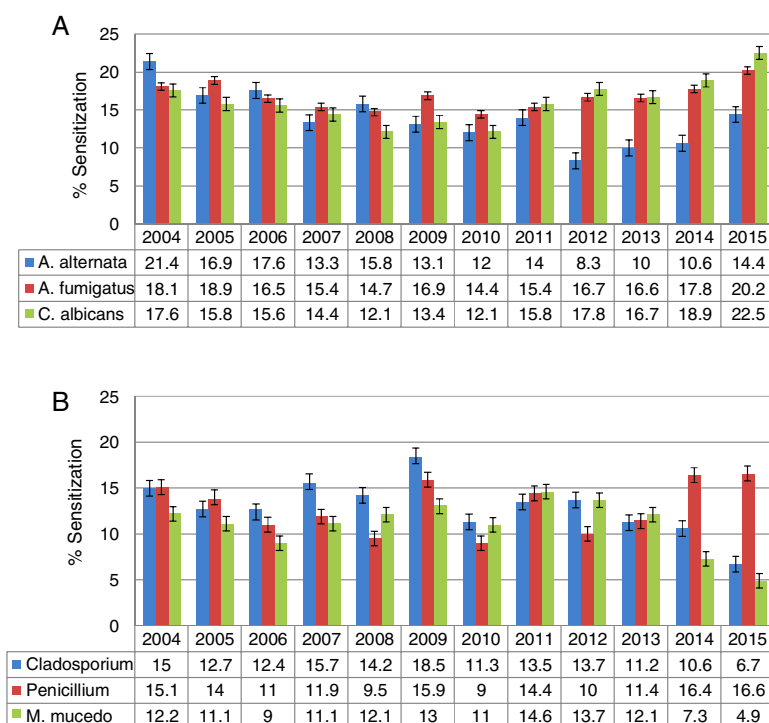 A
25
20
15
10
5
0
% Sensitization
2004 2005 2006 2007 2008 2009 2010 2011 2012 2013 2014 2015
A. alternata 21.4 16.9 17.6 13.3 15.8 13.1 12 14 8.3 10 10.6 14.4
A. fumigatus 18.1 18.9 16.5 15.4 14.7 16.9 14.4 15.4 16.7 16.6 17.8 20.2
C. albicans 17.6 15.8 15.6 14.4 12.1 13.4 12.1 15.8 17.8 16.7 18.9 22.5
B
25
20
15
10
5
0
% Sensitization
2004 2005 2006 2007 2008 2009 2010 2011 2012 2013 2014 2015
Cladosporium 15 12.7 12.4 15.7 14.2 18.5 11.3 13.5 13.7 11.2 10.6 6.7
Penicillium 15.1 14 11 11.9 9.5 15.9 9 14.4 10 11.4 16.4 16.6
M. mucedo 12.2 11.1 9 11.1 12.1 13 11 14.6 13.7 12.1 7.3 4.9